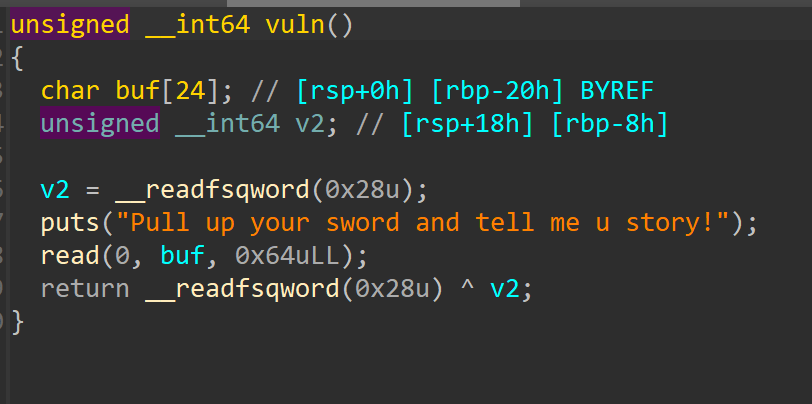 unsigned __int64 vuln()
{
char buf[24]; // [rsp+0h] [rbp-20h] BYREF
unsigned __int64 v2; // [rsp+18h] [rbp-8h]
v2 = __readfsqword(0x28u);
puts("Pull up your sword and tell me u story!");
read(0, buf, 0x64uLL);
return __readfsqword(0x28u) ^ v2;
}